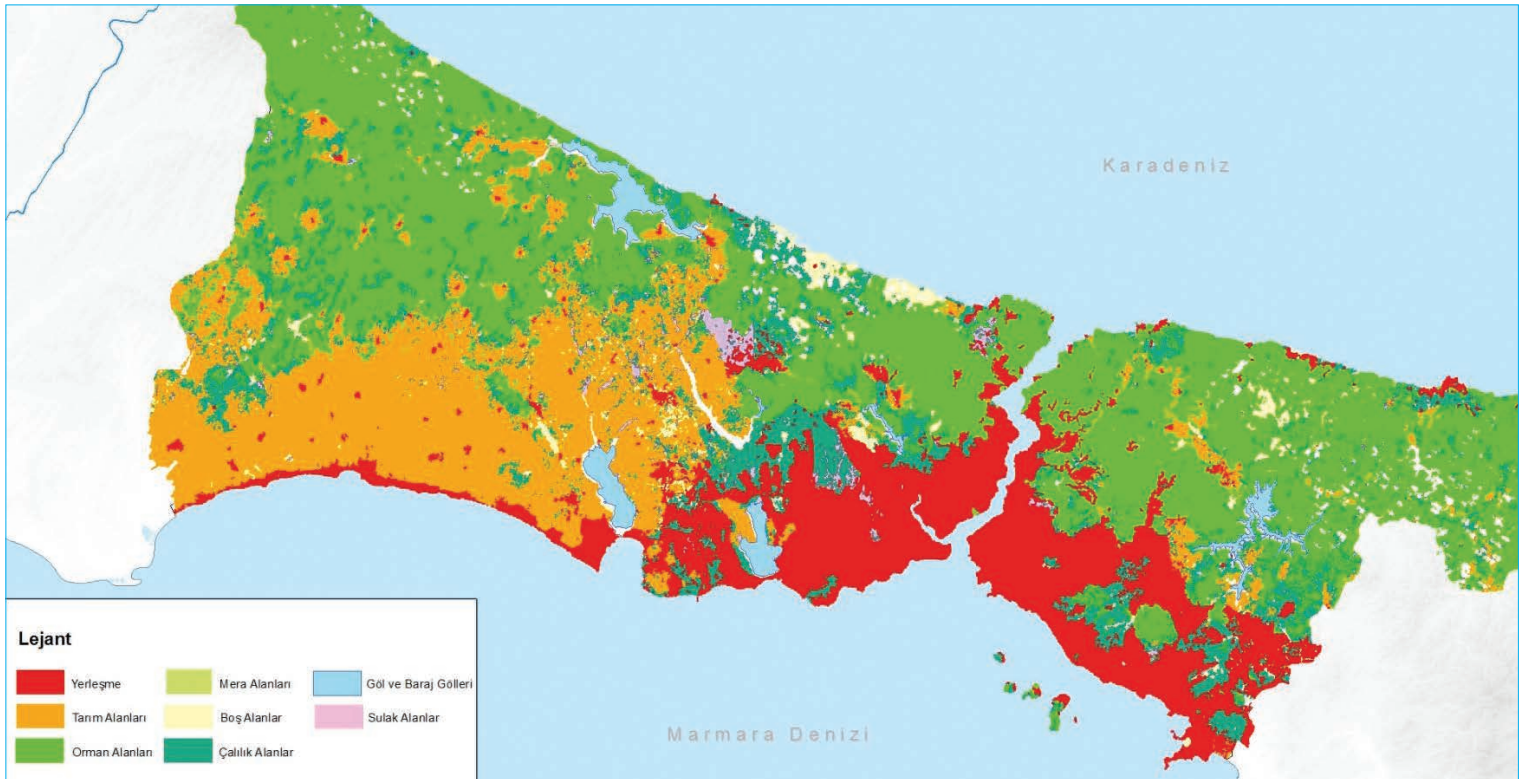 Karadeniz
Marmara Denizi
Lejant
Yerleşme
Mera Alanları
Göl ve Baraj Gölleri
Tarım Alanları
Boş Alanlar
Sulak Alanlar
Orman Alanları
Çalılık Alanlar